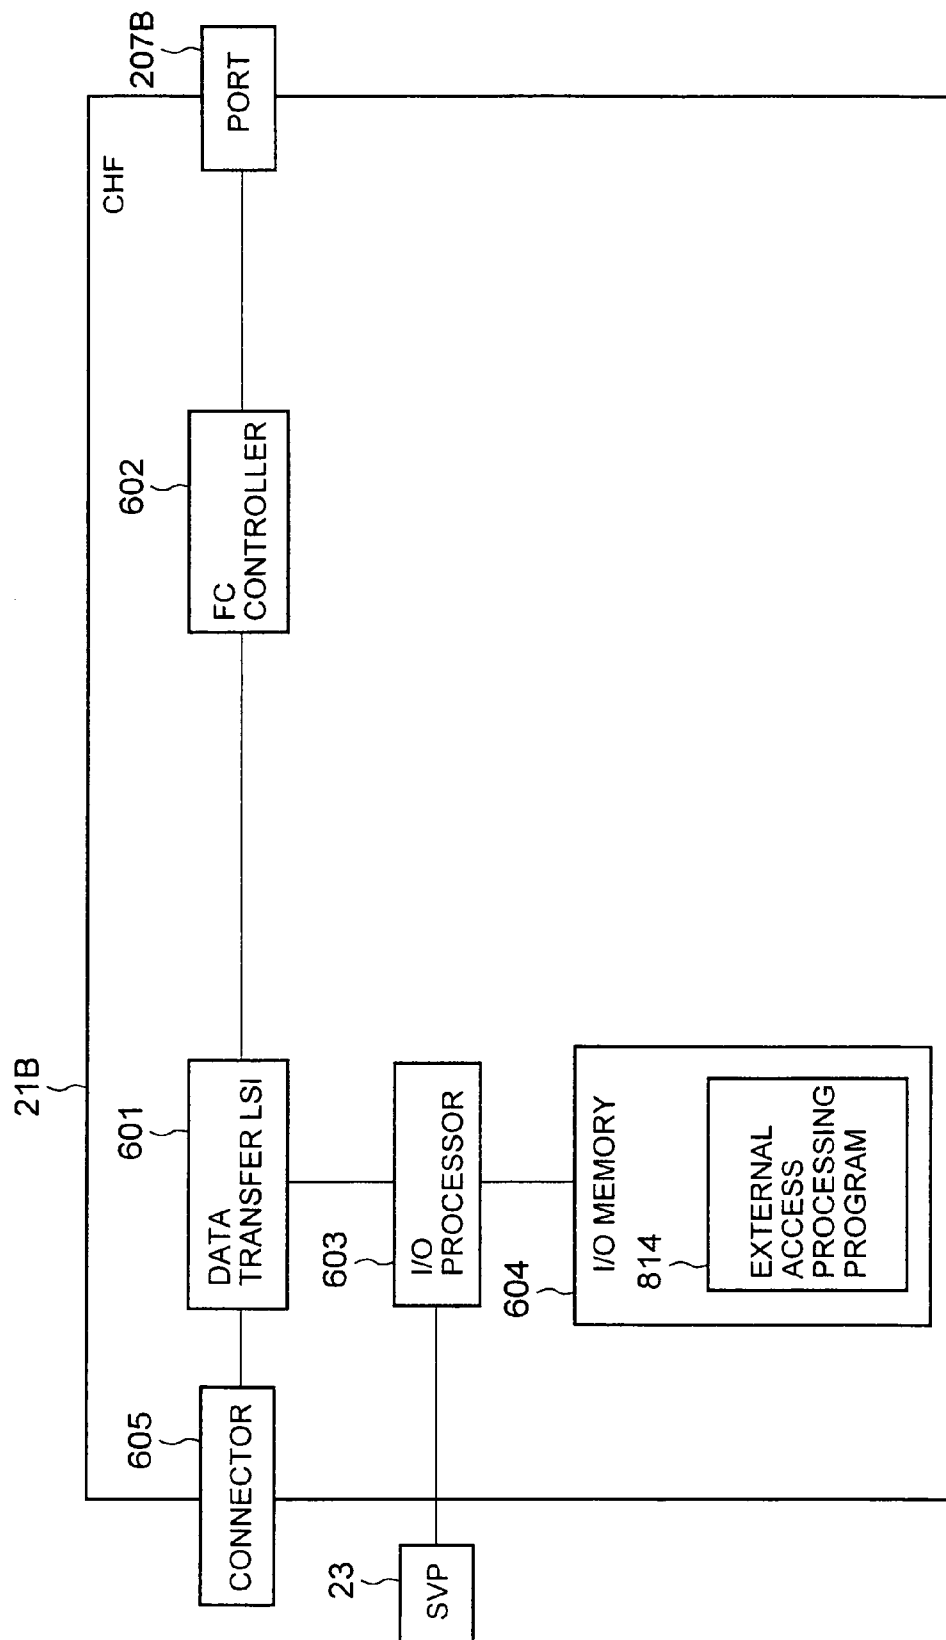 21B
CHF
207B
PORT
602
FC
CONTROLLER
601
DATA
TRANSFER LSI
605
CONNECTOR
603
I/O
PROCESSOR
23
SVP
604
I/O MEMORY
814
EXTERNAL
ACCESS
PROCESSING
PROGRAM